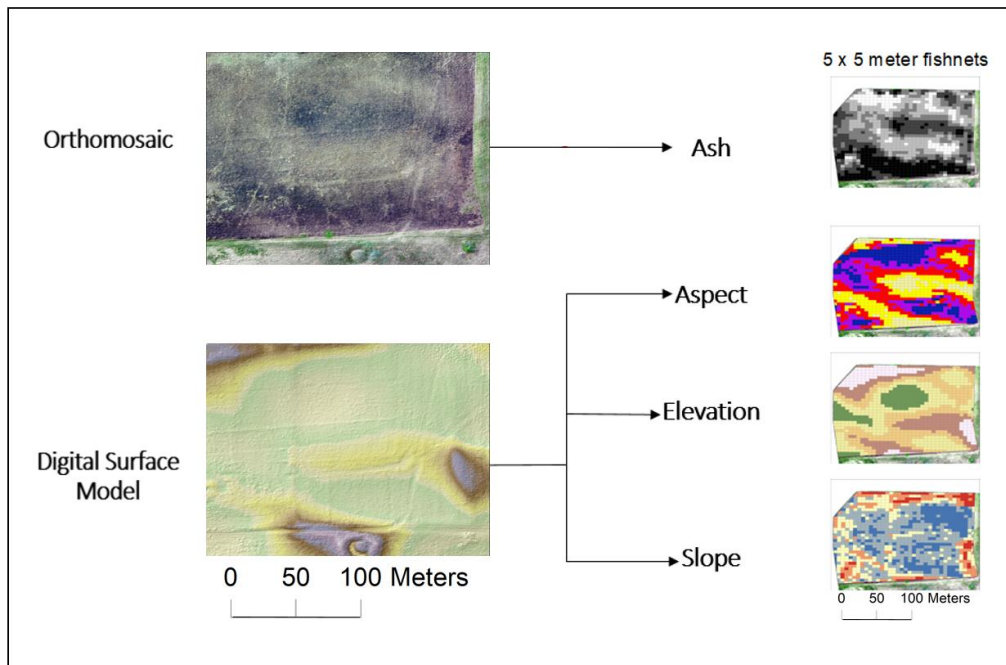 5 x 5 meter fishnets
Orthomosaic
Ash
Aspect
Elevation
Digital Surface
Model
Slope
0 50 100 Meters
0 50 100 Meters